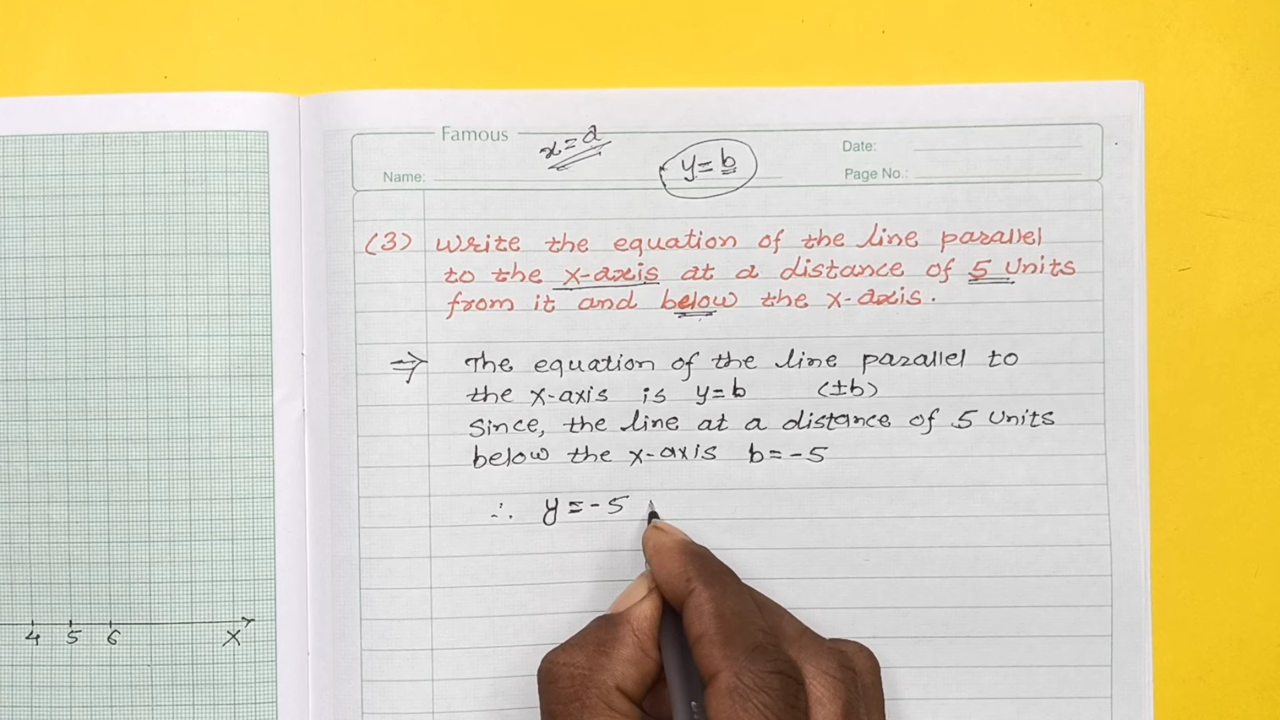 Famous
x=a
y=b
Date:
Name:
Page No.:
(3) Write the equation of the line parallel
to the x-axis at a distance of 5 Units
from it and below the x-axis.
⇒ The equation of the line parallel to
the x-axis is y=b (±b)
Since, the line at a distance of 5 Units
below the x-axis b=-5
∴ y=-5
4 5 6 X